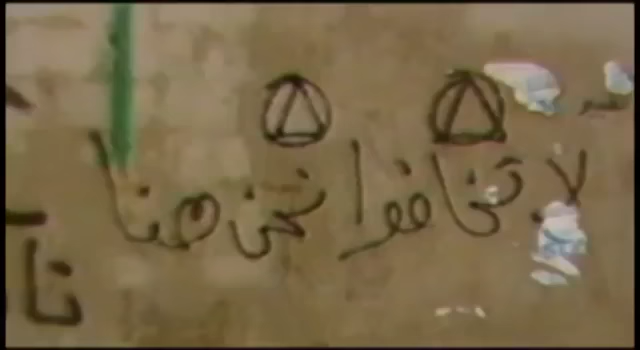 لا تخافوا نحن هنا